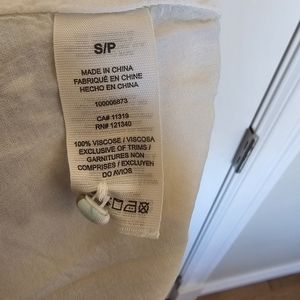 S/P
MADE IN CHINA
FABRIQUÉ EN CHINE
HECHO EN CHINA
100006873
CA# 11319
RN# 121340
100% VISCOSE / VISCOSA
EXCLUSIVE OF TRIMS /
GARNITURES NON
COMPRISES / EXCLUYEN
DO AVIOS